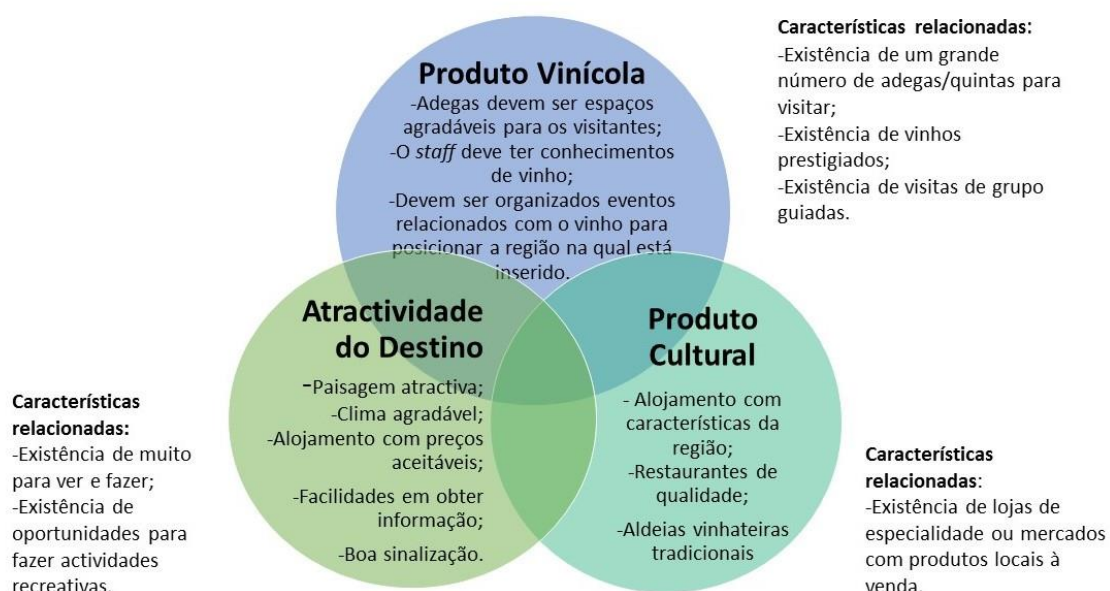 Produto Vinícola
-Adegas devem ser espaços
agradáveis para os visitantes;
-O staff deve ter conhecimentos
de vinho;
-Devem ser organizados eventos
relacionados com o vinho para
posicionar a região na qual está
inserido.
Características relacionadas:
-Existência de um grande
número de adegas/quintas para
visitar;
-Existência de vinhos
prestigiados;
-Existência de visitas de grupo
guiadas.
Atractividade
do Destino
-Paisagem atractiva;
-Clima agradável;
-Alojamento com preços
aceitáveis;
-Facilidades em obter
informação;
-Boa sinalização.
Características
relacionadas:
-Existência de muito
para ver e fazer;
-Existência de
oportunidades para
fazer actividades
recreativas.
Produto
Cultural
- Alojamento com
características da
região;
-Restaurantes de
qualidade;
-Aldeias vinhateiras
tradicionais
Características
relacionadas:
-Existência de lojas de
especialidade ou mercados
com produtos locais à
venda.